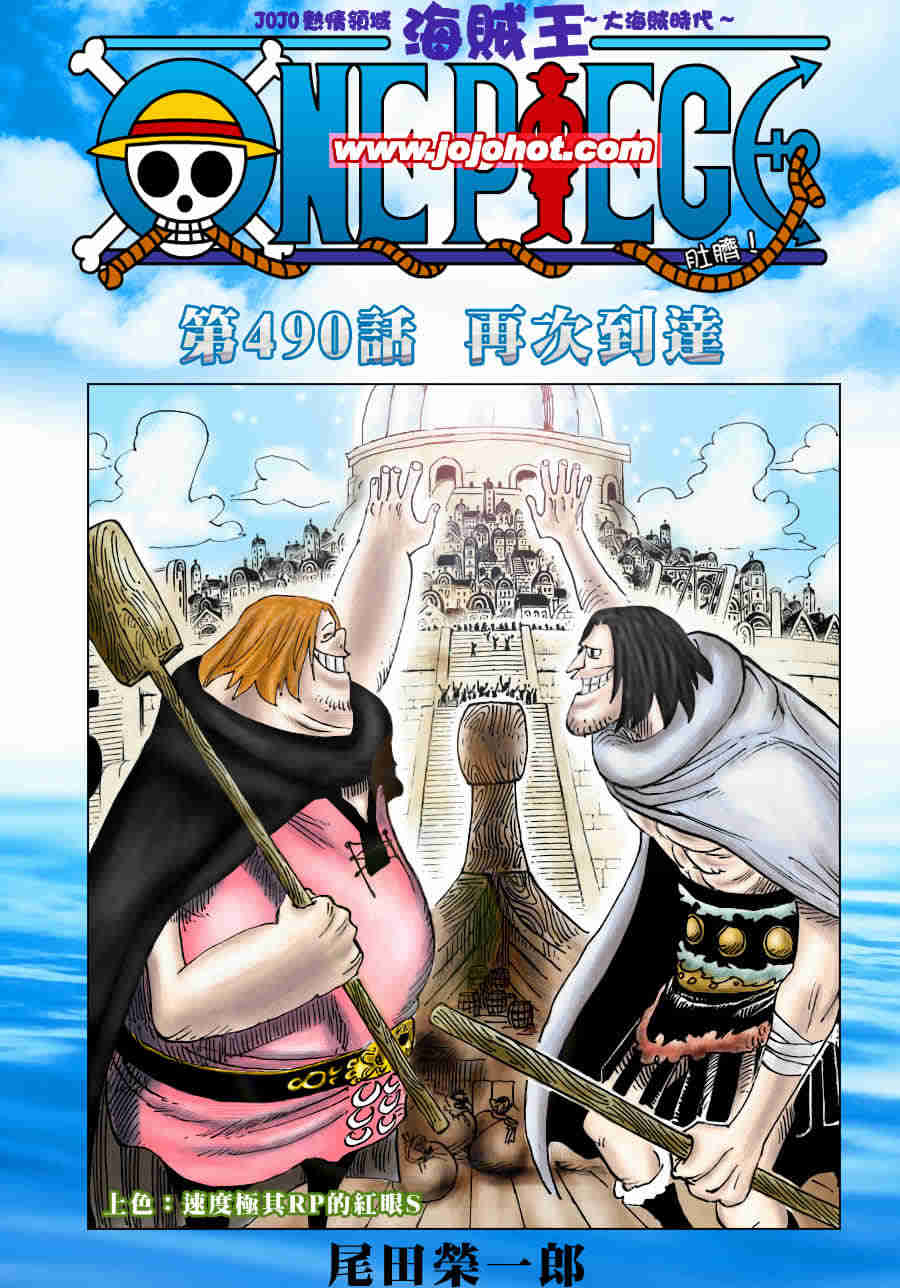 JOJO熱情領域 海賊王 ~大海賊時代~
ONE PIECE
www.jojohot.com
肚臍！
第490話 再次到達
上色：速度極其RP的紅眼S
尾田榮一郎